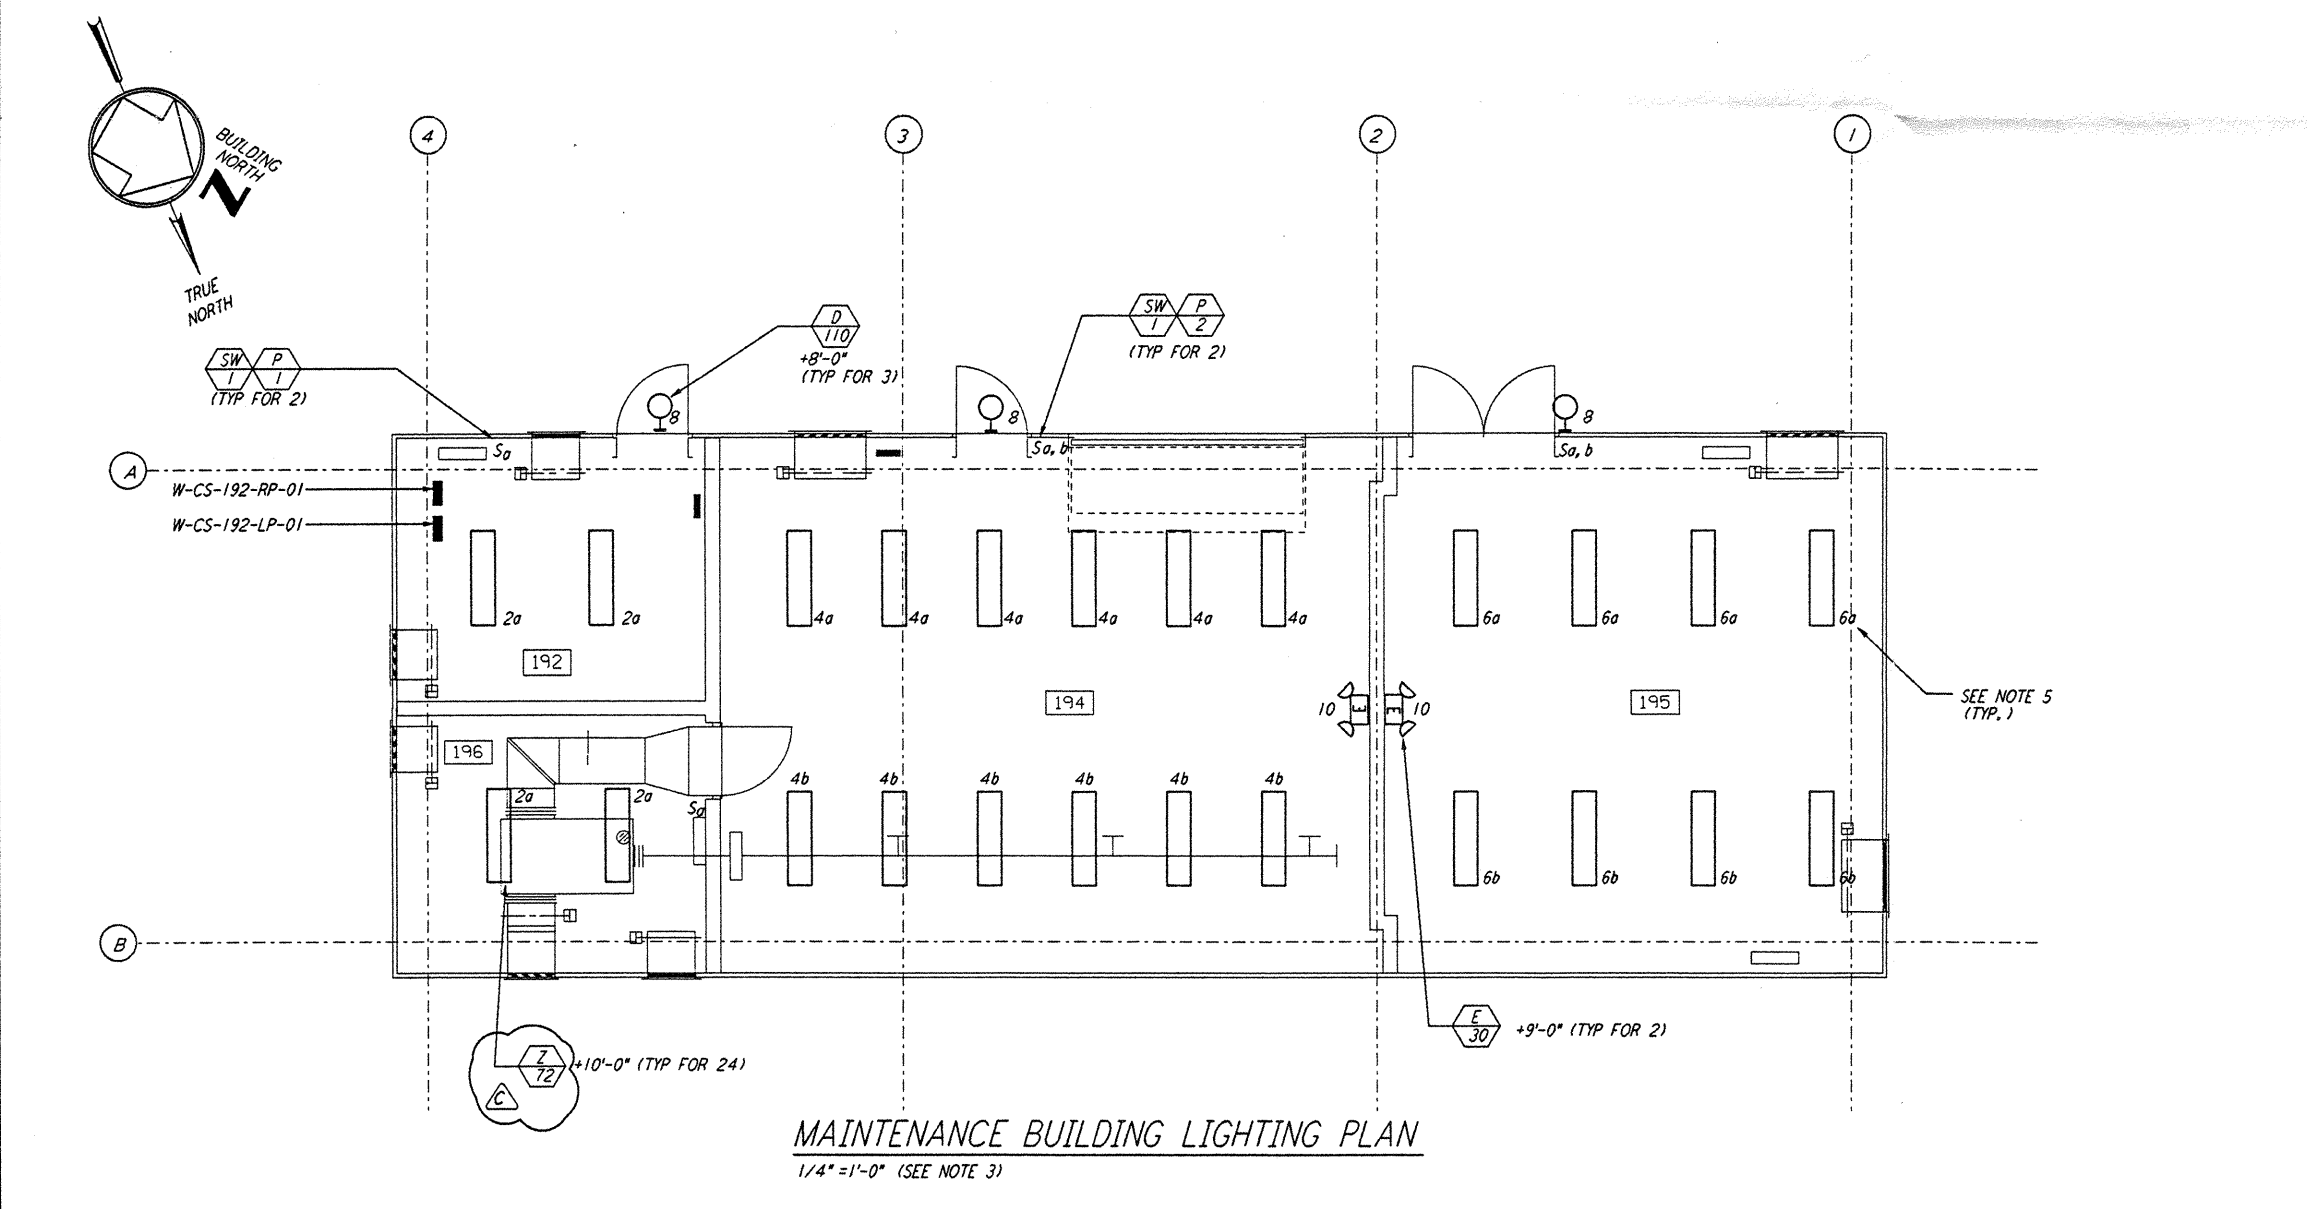 4
3
2
1
BUILDING
NORTH
N
TRUE
NORTH
SW
1
P
1
(TYP FOR 2)
D
110
+8'-0"
(TYP FOR 3)
SW
1
P
2
(TYP FOR 2)
8
8
8
Sa
Sa, b
Sa, b
A
W-CS-192-RP-01
W-CS-192-LP-01
2a
2a
4a
4a
4a
4a
4a
4a
6a
6a
6a
6a
192
194
195
SEE NOTE 5
(TYP.)
10
E
E
10
196
2a
2a
Sa
4b
4b
4b
4b
4b
4b
6b
6b
6b
6b
B
E
30
+9'-0" (TYP FOR 2)
Z
72
+10'-0" (TYP FOR 24)
C
MAINTENANCE BUILDING LIGHTING PLAN
1/4" =1'-0" (SEE NOTE 3)